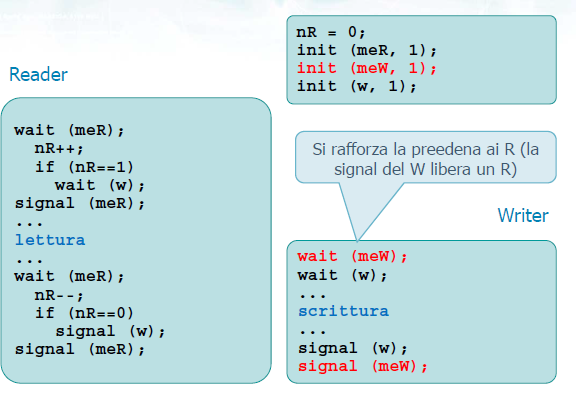 nR = 0;
init (meR, 1);
init (meW, 1);
init (w, 1);
Reader
wait (meR);
nR++;
if (nR==1)
wait (w);
signal (meR);
...
lettura
...
wait (meR);
nR--;
if (nR==0)
signal (w);
signal (meR);
Si rafforza la preedena ai R (la
signal del W libera un R)
Writer
wait (meW);
wait (w);
...
scrittura
...
signal (w);
signal (meW);